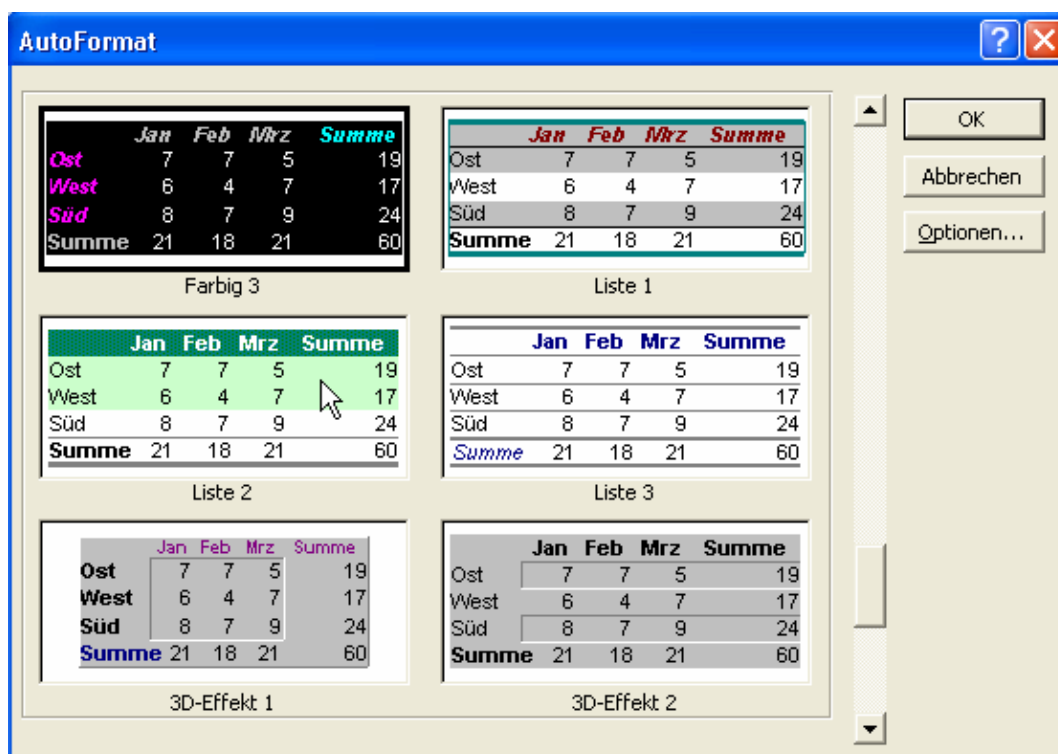 AutoFormat
Jan Feb Mrz Summe
Ost 7 7 5 19
West 6 4 7 17
Süd 8 7 9 24
Summe 21 18 21 60
Farbig 3
Jan Feb Mrz Summe
Ost 7 7 5 19
West 6 4 7 17
Süd 8 7 9 24
Summe 21 18 21 60
Liste 1
Jan Feb Mrz Summe
Ost 7 7 5 19
West 6 4 7 17
Süd 8 7 9 24
Summe 21 18 21 60
Liste 2
Jan Feb Mrz Summe
Ost 7 7 5 19
West 6 4 7 17
Süd 8 7 9 24
Summe 21 18 21 60
Liste 3
Jan Feb Mrz Summe
Ost 7 7 5 19
West 6 4 7 17
Süd 8 7 9 24
Summe 21 18 21 60
3D-Effekt 1
Jan Feb Mrz Summe
Ost 7 7 5 19
West 6 4 7 17
Süd 8 7 9 24
Summe 21 18 21 60
3D-Effekt 2
OK
Abbrechen
Optionen...